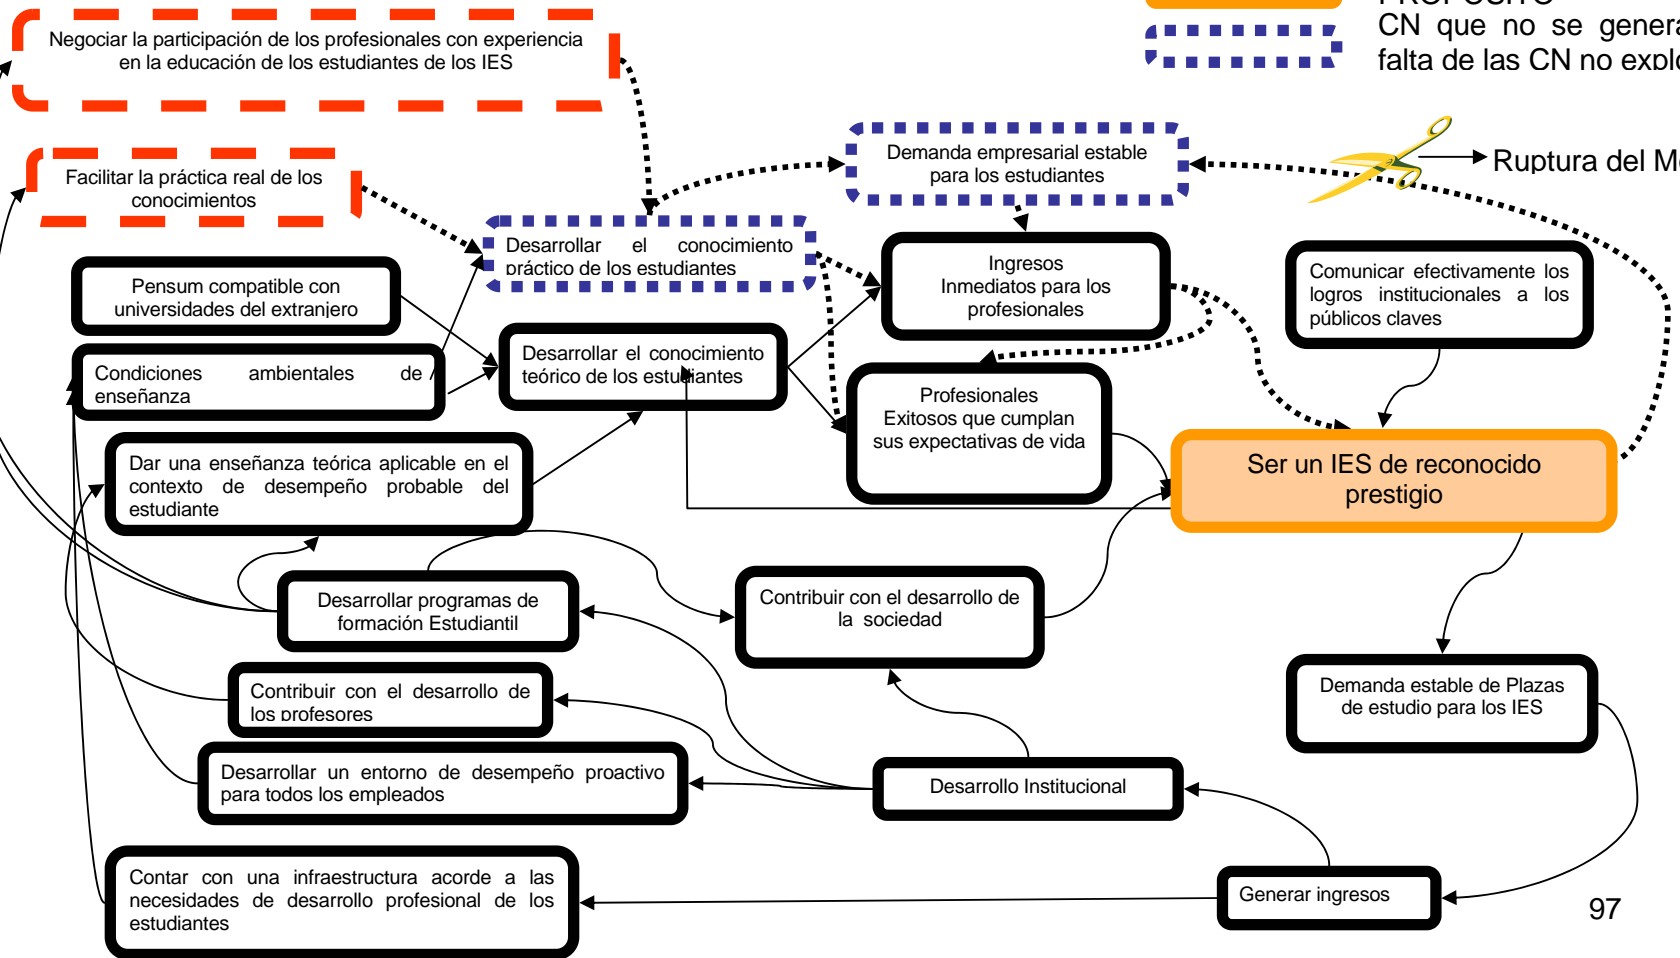 PROPOSITO
CN que no se genera
falta de las CN no explo
Negociar la participación de los profesionales con experiencia
en la educación de los estudiantes de los IES
Facilitar la práctica real de los
conocimientos
Demanda empresarial estable
para los estudiantes
Ruptura del M
Desarrollar el conocimiento
práctico de los estudiantes
Ingresos
Inmediatos para los
profesionales
Comunicar efectivamente los
logros institucionales a los
públicos claves
Pensum compatible con
universidades del extranjero
Condiciones ambientales de
enseñanza
Desarrollar el conocimiento
teórico de los estudiantes
Profesionales
Exitosos que cumplan
sus expectativas de vida
Dar una enseñanza teórica aplicable en el
contexto de desempeño probable del
estudiante
Ser un IES de reconocido
prestigio
Desarrollar programas de
formación Estudiantil
Contribuir con el desarrollo de
la sociedad
Contribuir con el desarrollo de
los profesores
Demanda estable de Plazas
de estudio para los IES
Desarrollar un entorno de desempeño proactivo
para todos los empleados
Desarrollo Institucional
Contar con una infraestructura acorde a las
necesidades de desarrollo profesional de los
estudiantes
Generar ingresos
97